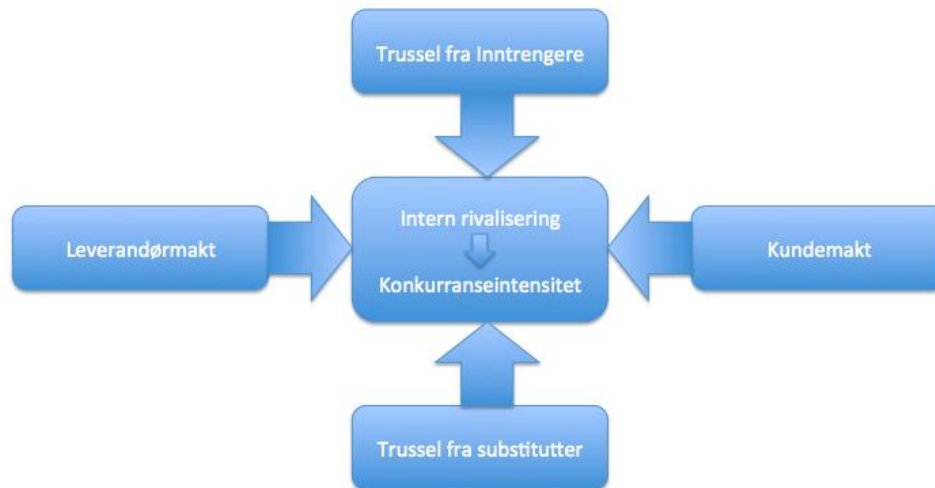 Trussel fra Inntrengere
Leverandørmakt
Intern rivalisering
Konkurranseintensitet
Kundemakt
Trussel fra substitutter